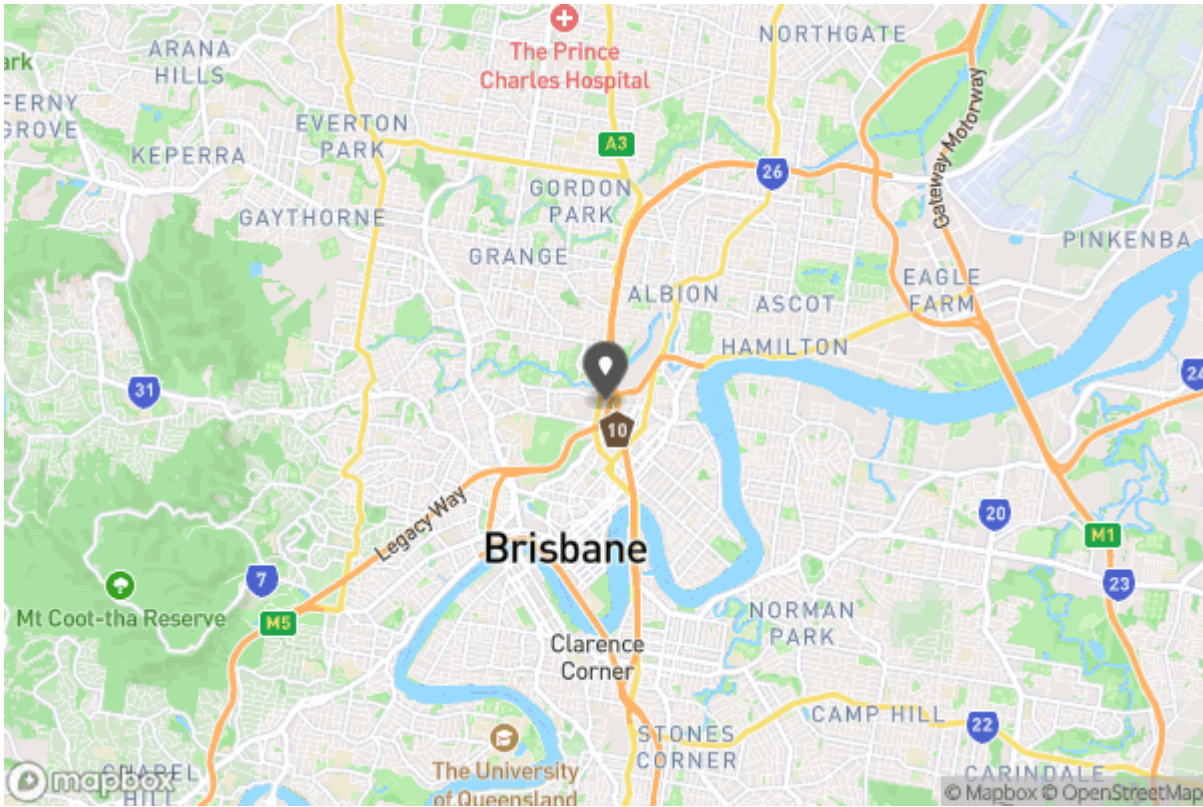 ARANA
HILLS
The Prince
Charles Hospital
NORTHGATE
ark
FERNY
GROVE
KEPERRA
EVERTON
PARK
A3
26
Gateway Motorway
GORDON
PARK
GAYTHORNE
GRANGE
PINKENBA
EAGLE
FARM
ALBION
ASCOT
HAMILTON
31
24
10
Legacy Way
20
Brisbane
M1
7
23
Mt Coot-tha Reserve
M5
NORMAN
PARK
Clarence
Corner
CAMP HILL
22
STONES
CORNER
The University
of Queensland
CHAPEL
HILL
mapbox
CARINDALE
© Mapbox © OpenStreetMap